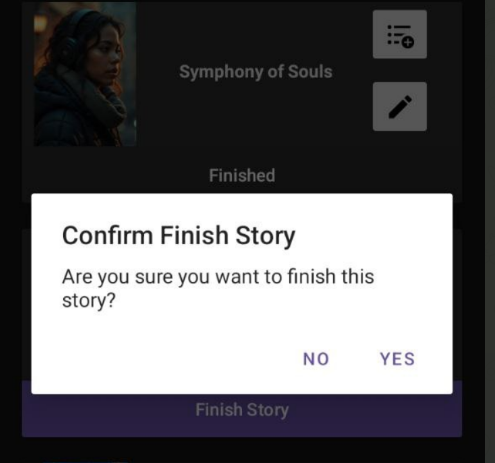 Symphony of Souls
Finished
Confirm Finish Story
Are you sure you want to finish this
story?
NO YES
Finish Story